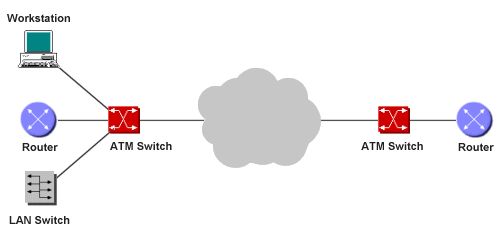 Workstation
Router
ATM Switch
ATM Switch
Router
LAN Switch